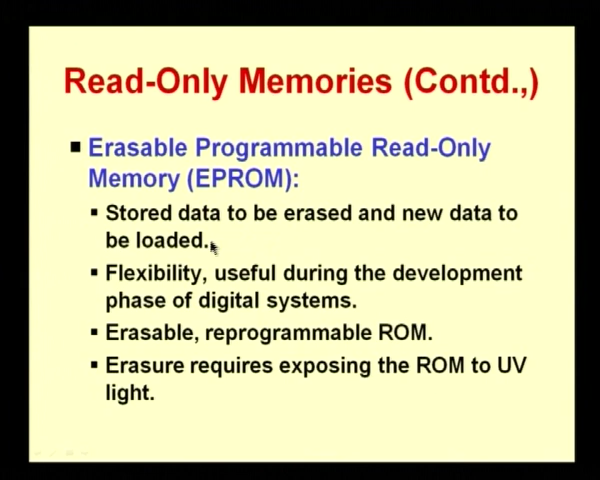 Read-Only Memories (Contd.,)
Erasable Programmable Read-Only
Memory (EPROM):
Stored data to be erased and new data to
be loaded.
Flexibility, useful during the development
phase of digital systems.
Erasable, reprogrammable ROM.
Erasure requires exposing the ROM to UV
light.